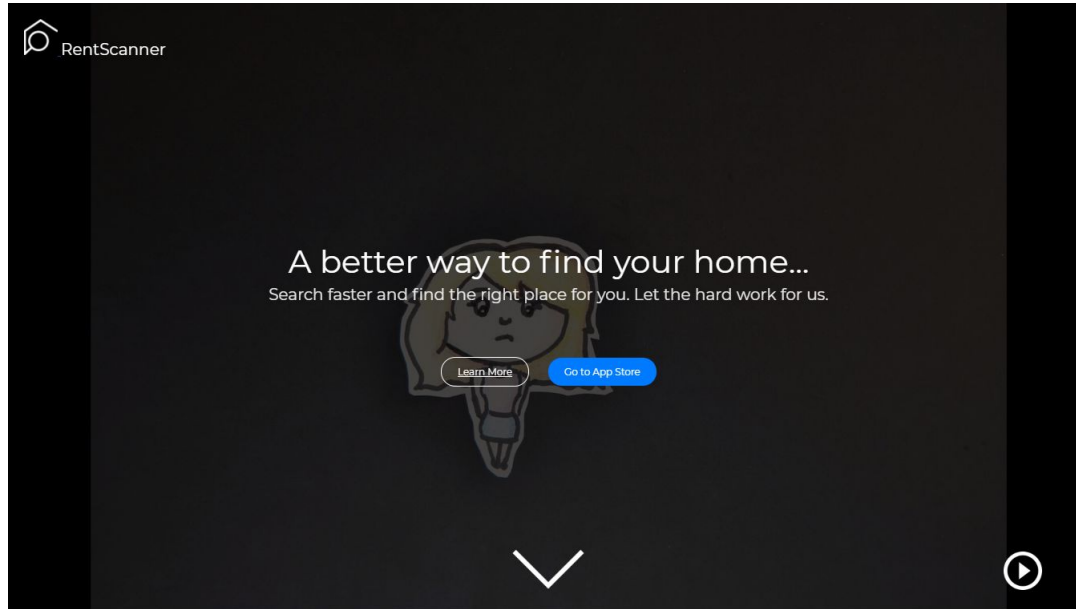 RentScanner
A better way to find your home...
Search faster and find the right place for you. Let the hard work for us.
Learn More
Go to App Store